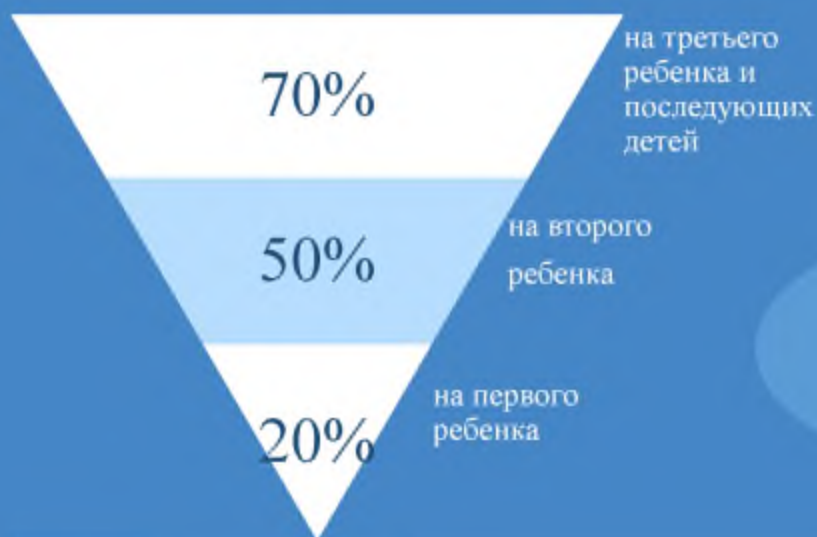 70%
на третьего
ребенка и
последующих
детей
50%
на второго
ребенка
20%
на первого
ребенка